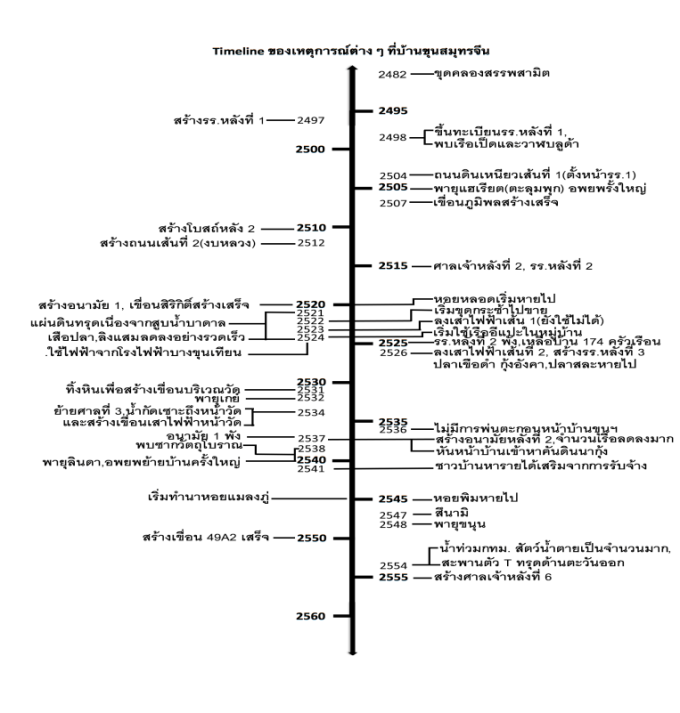 Timeline ของเหตุการณ์ต่าง ๆ ที่บ้านขุนสมุทรจีน
2482 ขุดคลองสรรพสามิต
2495
สร้างรร.หลังที่ 1 2497
2498 ขึ้นทะเบียนรร.หลังที่ 1,
พบเรือเป็ดและวาฬบลูด้า
2500
2504 ถนนดินเหนียวเส้นที่ 1(ตั้งหน้ารร.1)
2505 พายุแฮเรียต(ตะลุมพุก) อพยพรั้งใหญ่
2507 เขื่อนภูมิพลสร้างเสร็จ
สร้างโบสถ์หลัง 2 2510
สร้างถนนเส้นที่ 2(งบหลวง) 2512
2515 ศาลเจ้าหลังที่ 2, รร.หลังที่ 2
สร้างอนามัย 1, เขื่อนสิริกิติ์สร้างเสร็จ 2520 หอยหลอดเริ่มหายไป
2521 เริ่มขุดกระซ้าไปขาย
แผ่นดินทรุดเนื่องจากสูบน้ำบาดาล 2522 ลงเสาไฟฟ้าเส้น 1(ยังใช้ไม่ได้)
2523 เริ่มใช้เรืออีแปะในหมู่บ้าน
เสือปลา,ลิงแสมลดลงอย่างรวดเร็ว 2524
.ใช้ไฟฟ้าจากโรงไฟฟ้าบางขุนเทียน
2525 รร.หลังที่ 2 พัง,เหลือบ้าน 174 ครัวเรือน
2526 ลงเสาไฟฟ้าเส้นที่ 2, สร้างรร.หลังที่ 3
ปลาเขือดำ กุ้งอังคา,ปลาสละหายไป
2530
ทิ้งหินเพื่อสร้างเขื่อนบริเวณวัด 2531
พายุเกย์ 2532
ย้ายศาลที่ 3,น้ำกัดเซาะถึงหน้าวัด 2534
และสร้างเขื่อนเสาไฟฟ้าหน้าวัด
2535
2536 ไม่มีการพ่นตะกอนหน้าบ้านขุนฯ
อนามัย 1 พัง 2537 สร้างอนามัยหลังที่ 2,จำนวนเรือลดลงมาก
พบซากวัตถุโบราณ 2538 หันหน้าบ้านเข้าหาคันดินนากุ้ง
พายุลินดา,อพยพย้ายบ้านครั้งใหญ่ 2540
2541 ชาวบ้านหารายได้เสริมจากการรับจ้าง
เริ่มทำนาหอยแมลงภู่ 2545 หอยพิมหายไป
2547 สึนามิ
2548 พายุขนุน
สร้างเขื่อน 49A2 เสร็จ 2550
2554 น้ำท่วมกทม. สัตว์น้ำตายเป็นจำนวนมาก,
สะพานตัว T ทรุดด้านตะวันออก
2555 สร้างศาลเจ้าหลังที่ 6
2560